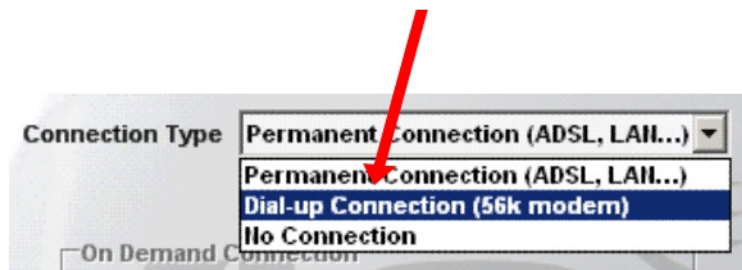 Connection Type Permanent Connection (ADSL, LAN...)
Permanent Connection (ADSL, LAN...)
Dial-up Connection (56k modem)
No Connection
On Demand Connection